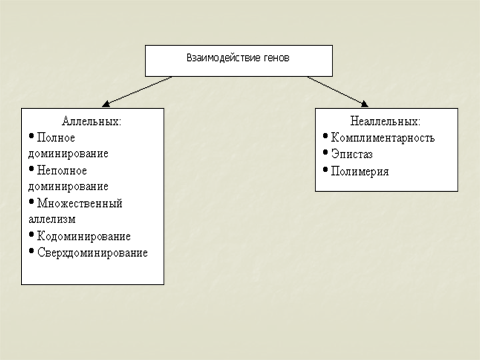 Взаимодействие генов
Аллельных:
• Полное
доминирование
• Неполное
доминирование
• Множественный
аллелизм
• Кодоминирование
• Сверхдоминирование
Неаллельных:
• Комплиментарность
• Эпистаз
• Полимерия